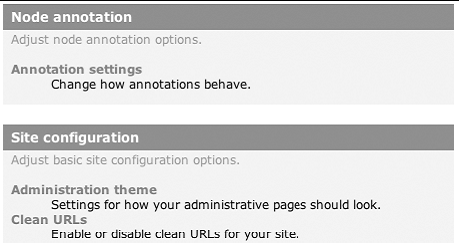 Node annotation
Adjust node annotation options.
Annotation settings
Change how annotations behave.
Site configuration
Adjust basic site configuration options.
Administration theme
Settings for how your administrative pages should look.
Clean URLs
Enable or disable clean URLs for your site.